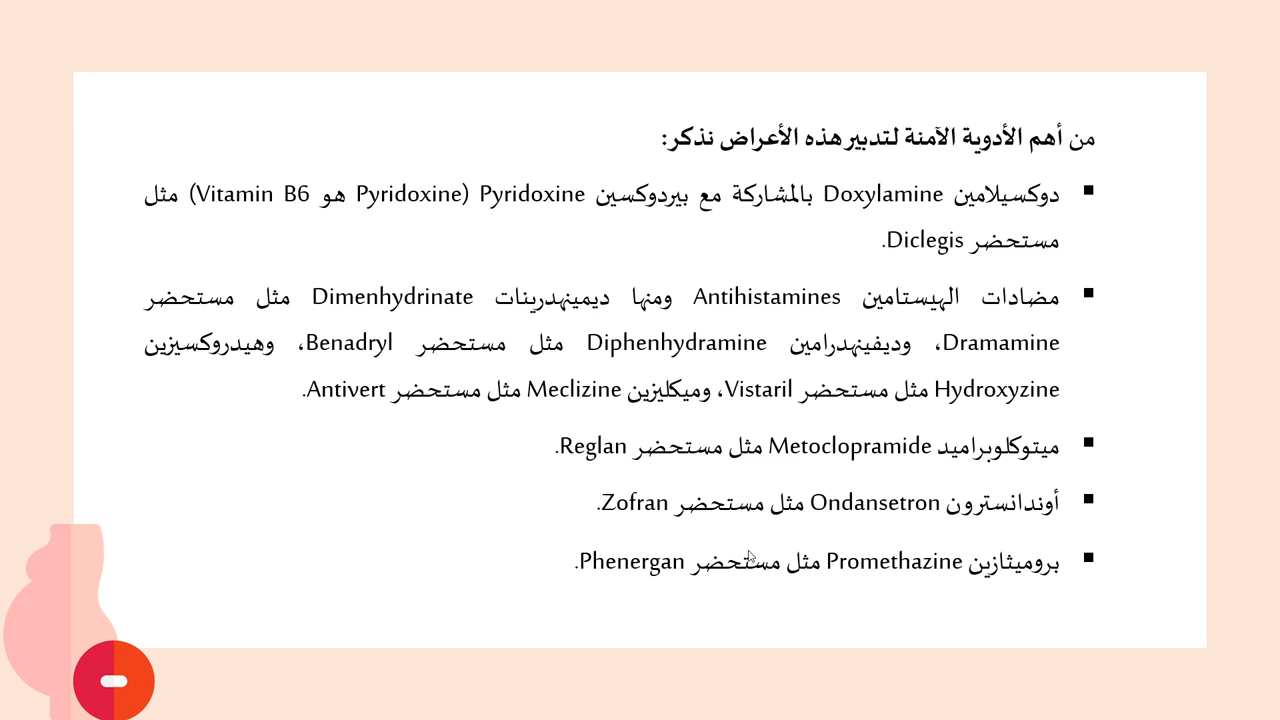 من أهم الأدوية الآمنة لتدبير هذه الأعراض نذكر:
▪ دوكسيلامين Doxylamine بالمشاركة مع بيردوكسين Pyridoxine (Pyridoxine هو Vitamin B6) مثل
مستحضر Diclegis.
▪ مضادات الهيستامين Antihistamines ومنها ديمينهدرينات Dimenhydrinate مثل مستحضر
Dramamine، وديفينهدرامين Diphenhydramine مثل مستحضر Benadryl، وهيدروكسيزين
Hydroxyzine مثل مستحضر Vistaril، وميكليزين Meclizine مثل مستحضر Antivert.
▪ ميتوكلوبراميد Metoclopramide مثل مستحضر Reglan.
▪ أوندانسترون Ondansetron مثل مستحضر Zofran.
▪ بروميثازين Promethazine مثل مستحضر Phenergan.